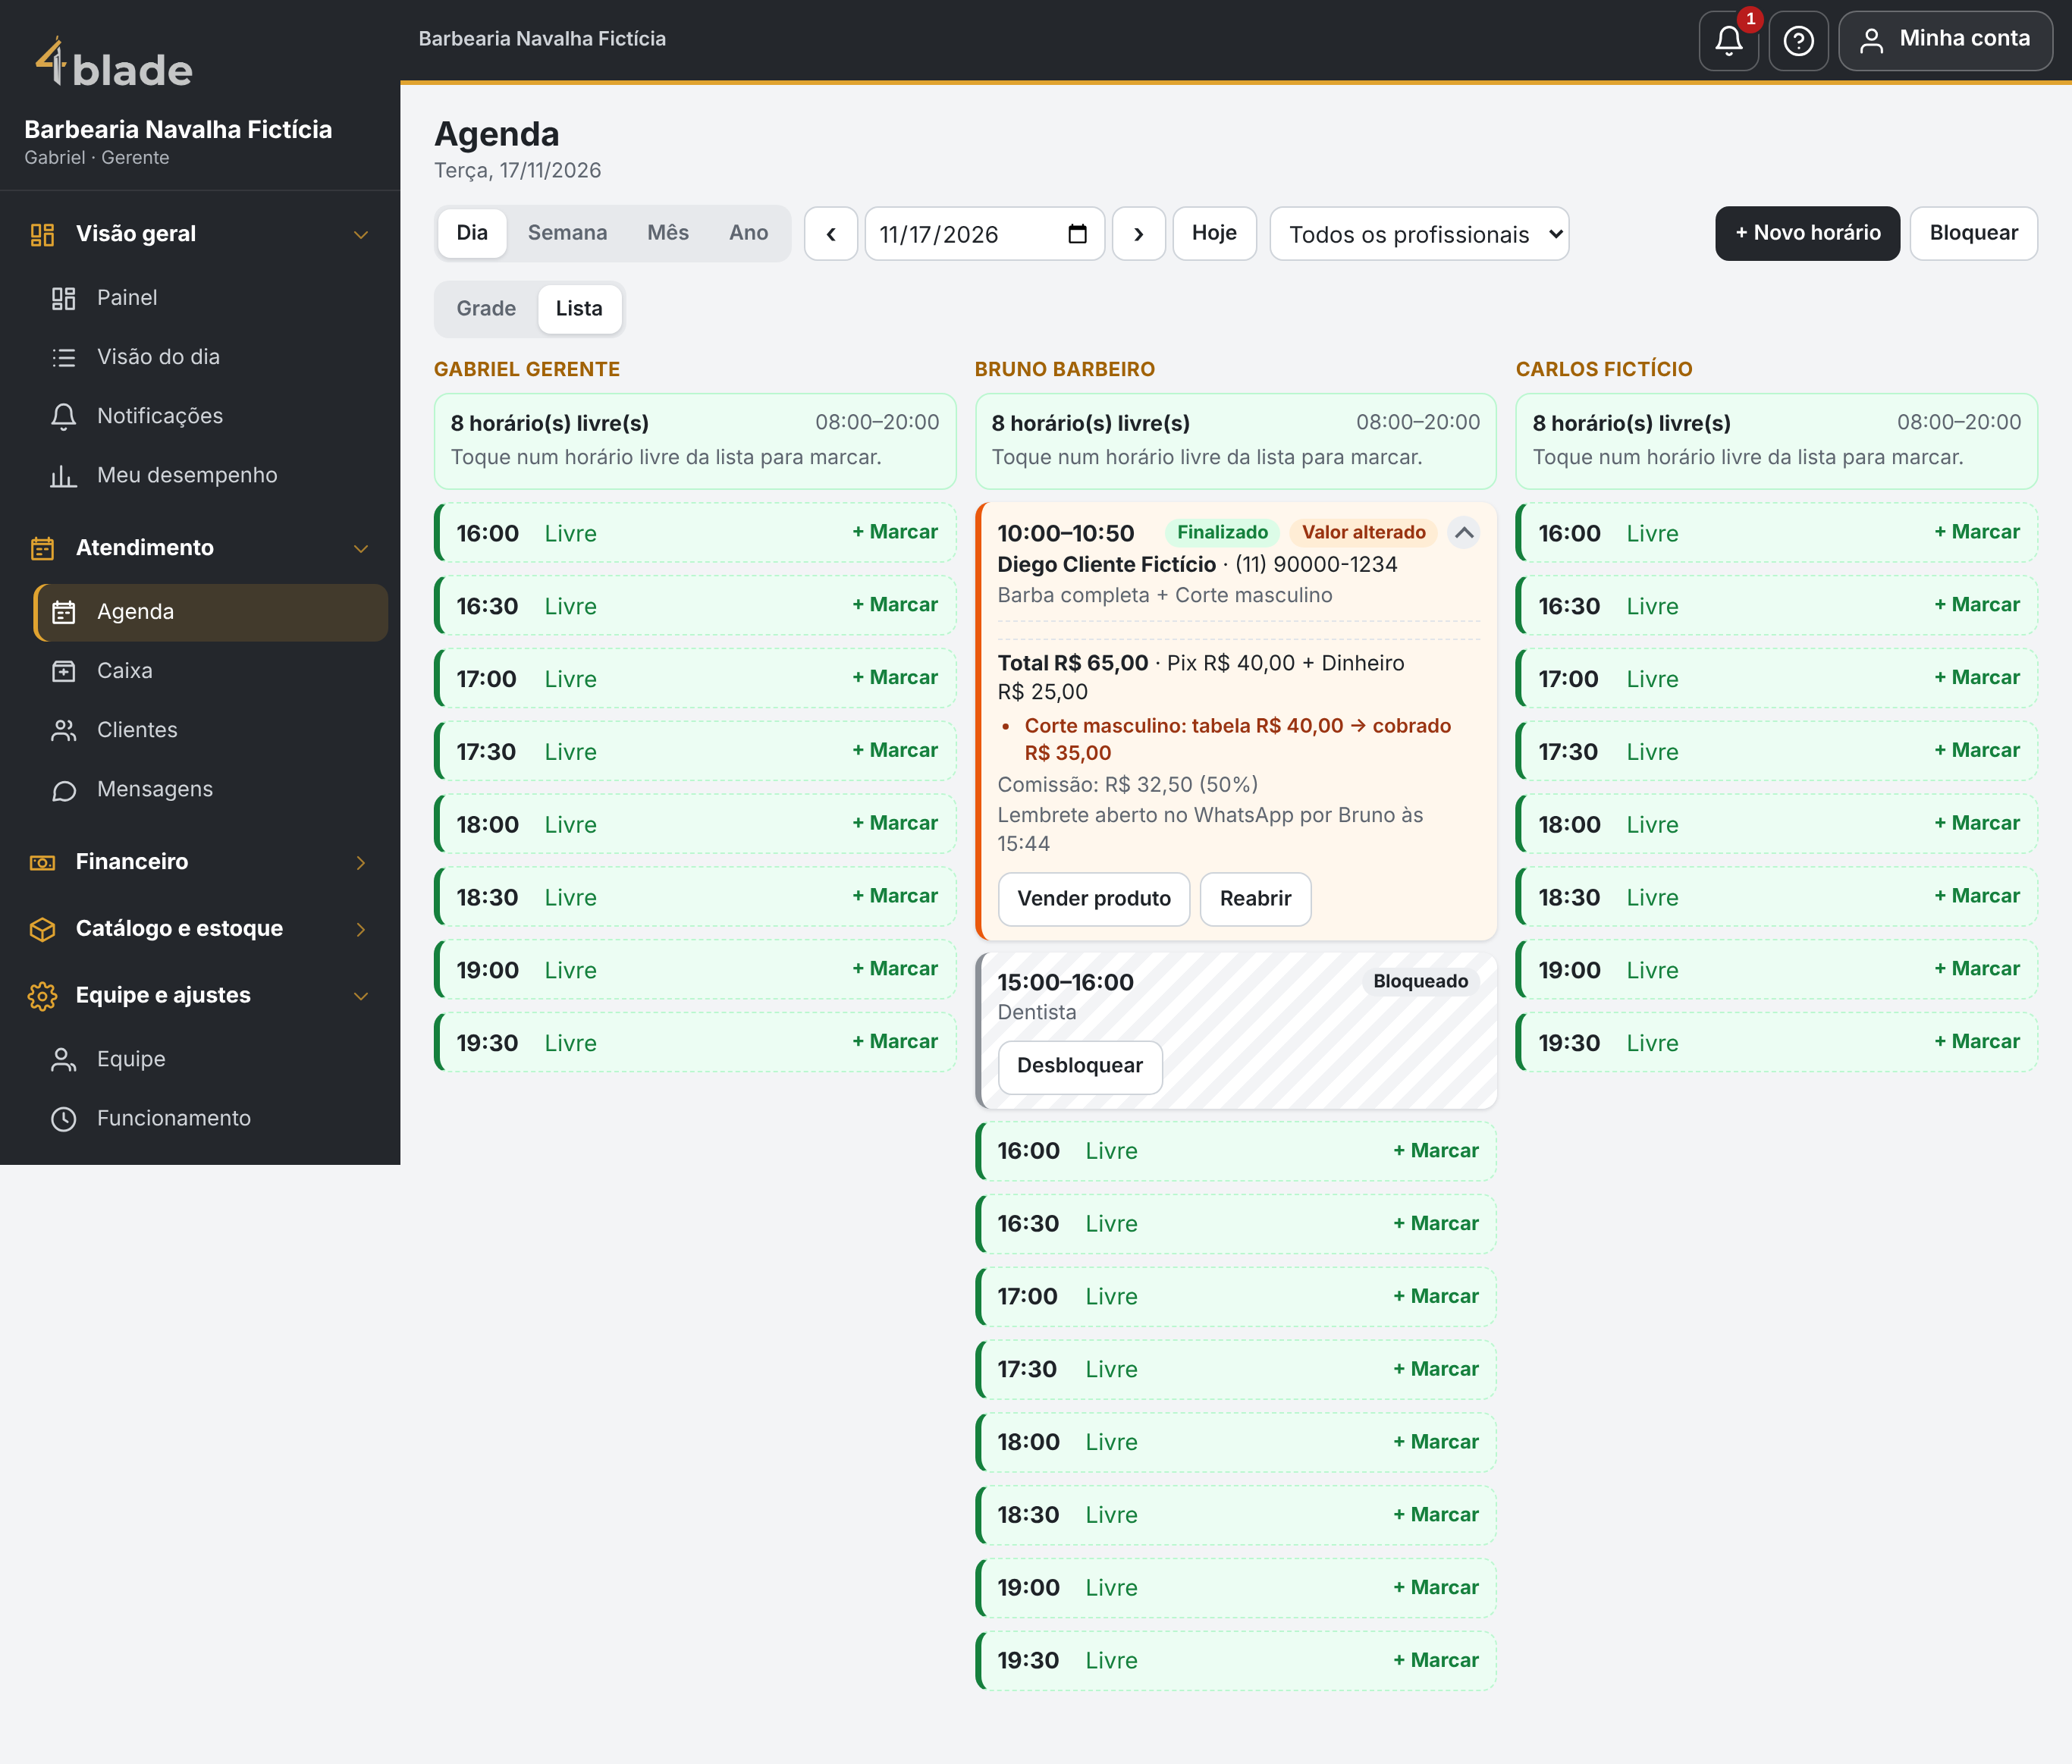 4blade
Barbearia Navalha Fictícia
Gabriel · Gerente
Visão geral
Painel
Visão do dia
Notificações
Meu desempenho
Atendimento
Agenda
Caixa
Clientes
Mensagens
Financeiro
Catálogo e estoque
Equipe e ajustes
Equipe
Funcionamento
Barbearia Navalha Fictícia
1
Minha conta
Agenda
Terça, 17/11/2026
Dia Semana Mês Ano
11/17/2026
Hoje
Todos os profissionais
+ Novo horário
Bloquear
Grade Lista
GABRIEL GERENTE
8 horário(s) livre(s) 08:00–20:00
Toque num horário livre da lista para marcar.
16:00 Livre + Marcar
16:30 Livre + Marcar
17:00 Livre + Marcar
17:30 Livre + Marcar
18:00 Livre + Marcar
18:30 Livre + Marcar
19:00 Livre + Marcar
19:30 Livre + Marcar
BRUNO BARBEIRO
8 horário(s) livre(s) 08:00–20:00
Toque num horário livre da lista para marcar.
10:00–10:50 Finalizado Valor alterado
Diego Cliente Fictício · (11) 90000-1234
Barba completa + Corte masculino
Total R$ 65,00 · Pix R$ 40,00 + Dinheiro
R$ 25,00
• Corte masculino: tabela R$ 40,00 → cobrado
R$ 35,00
Comissão: R$ 32,50 (50%)
Lembrete aberto no WhatsApp por Bruno às
15:44
Vender produto Reabrir
15:00–16:00 Bloqueado
Dentista
Desbloquear
16:00 Livre + Marcar
16:30 Livre + Marcar
17:00 Livre + Marcar
17:30 Livre + Marcar
18:00 Livre + Marcar
18:30 Livre + Marcar
19:00 Livre + Marcar
19:30 Livre + Marcar
CARLOS FICTÍCIO
8 horário(s) livre(s) 08:00–20:00
Toque num horário livre da lista para marcar.
16:00 Livre + Marcar
16:30 Livre + Marcar
17:00 Livre + Marcar
17:30 Livre + Marcar
18:00 Livre + Marcar
18:30 Livre + Marcar
19:00 Livre + Marcar
19:30 Livre + Marcar